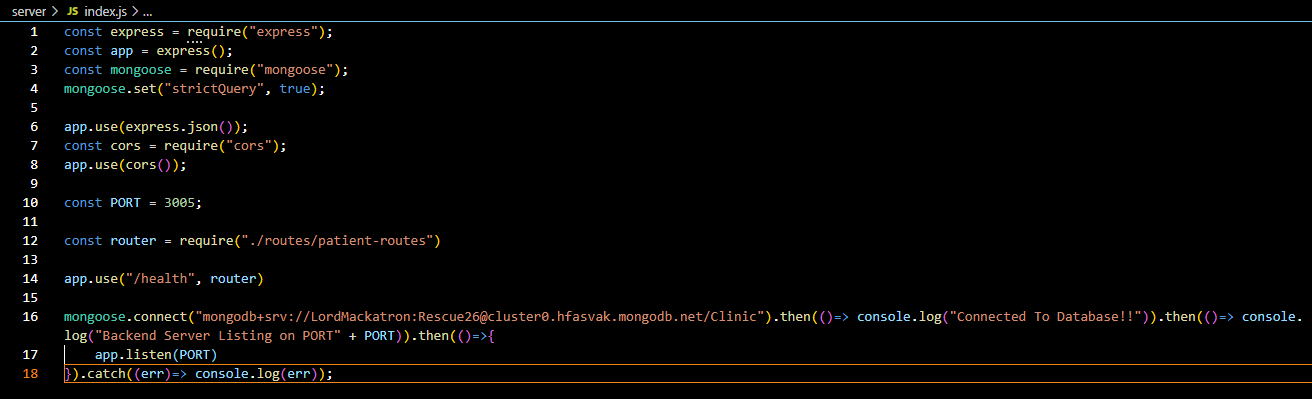 server > JS index.js > ...
1 const express = require("express");
2 const app = express();
3 const mongoose = require("mongoose");
4 mongoose.set("strictQuery", true);
5
6 app.use(express.json());
7 const cors = require("cors");
8 app.use(cors());
9
10 const PORT = 3005;
11
12 const router = require("./routes/patient-routes")
13
14 app.use("/health", router)
15
16 mongoose.connect("mongodb+srv://LordMackatron:Rescue26@cluster0.hfasvak.mongodb.net/Clinic").then(()=> console.log("Connected To Database!!")).then(()=> console.
log("Backend Server Listing on PORT" + PORT)).then(()=>{
17 app.listen(PORT)
18 }).catch((err)=> console.log(err));